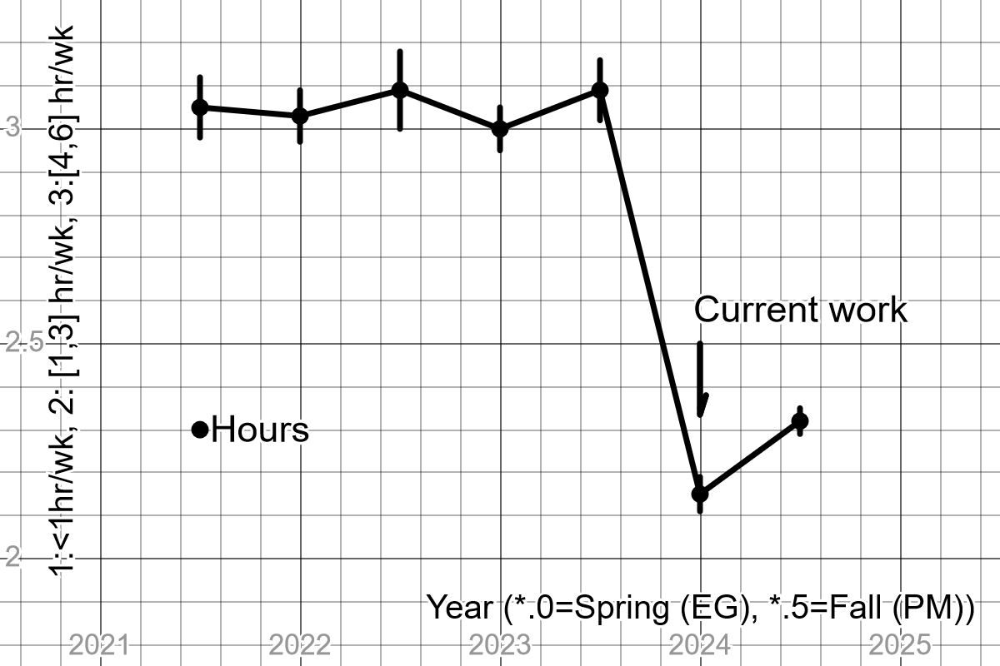 1:<1hr/wk, 2: [1,3] hr/wk, 3:[4,6] hr/wk
3
2.5
2
Current work
Hours
Year (*.0=Spring (EG), *.5=Fall (PM))
2021 2022 2023 2024 2025